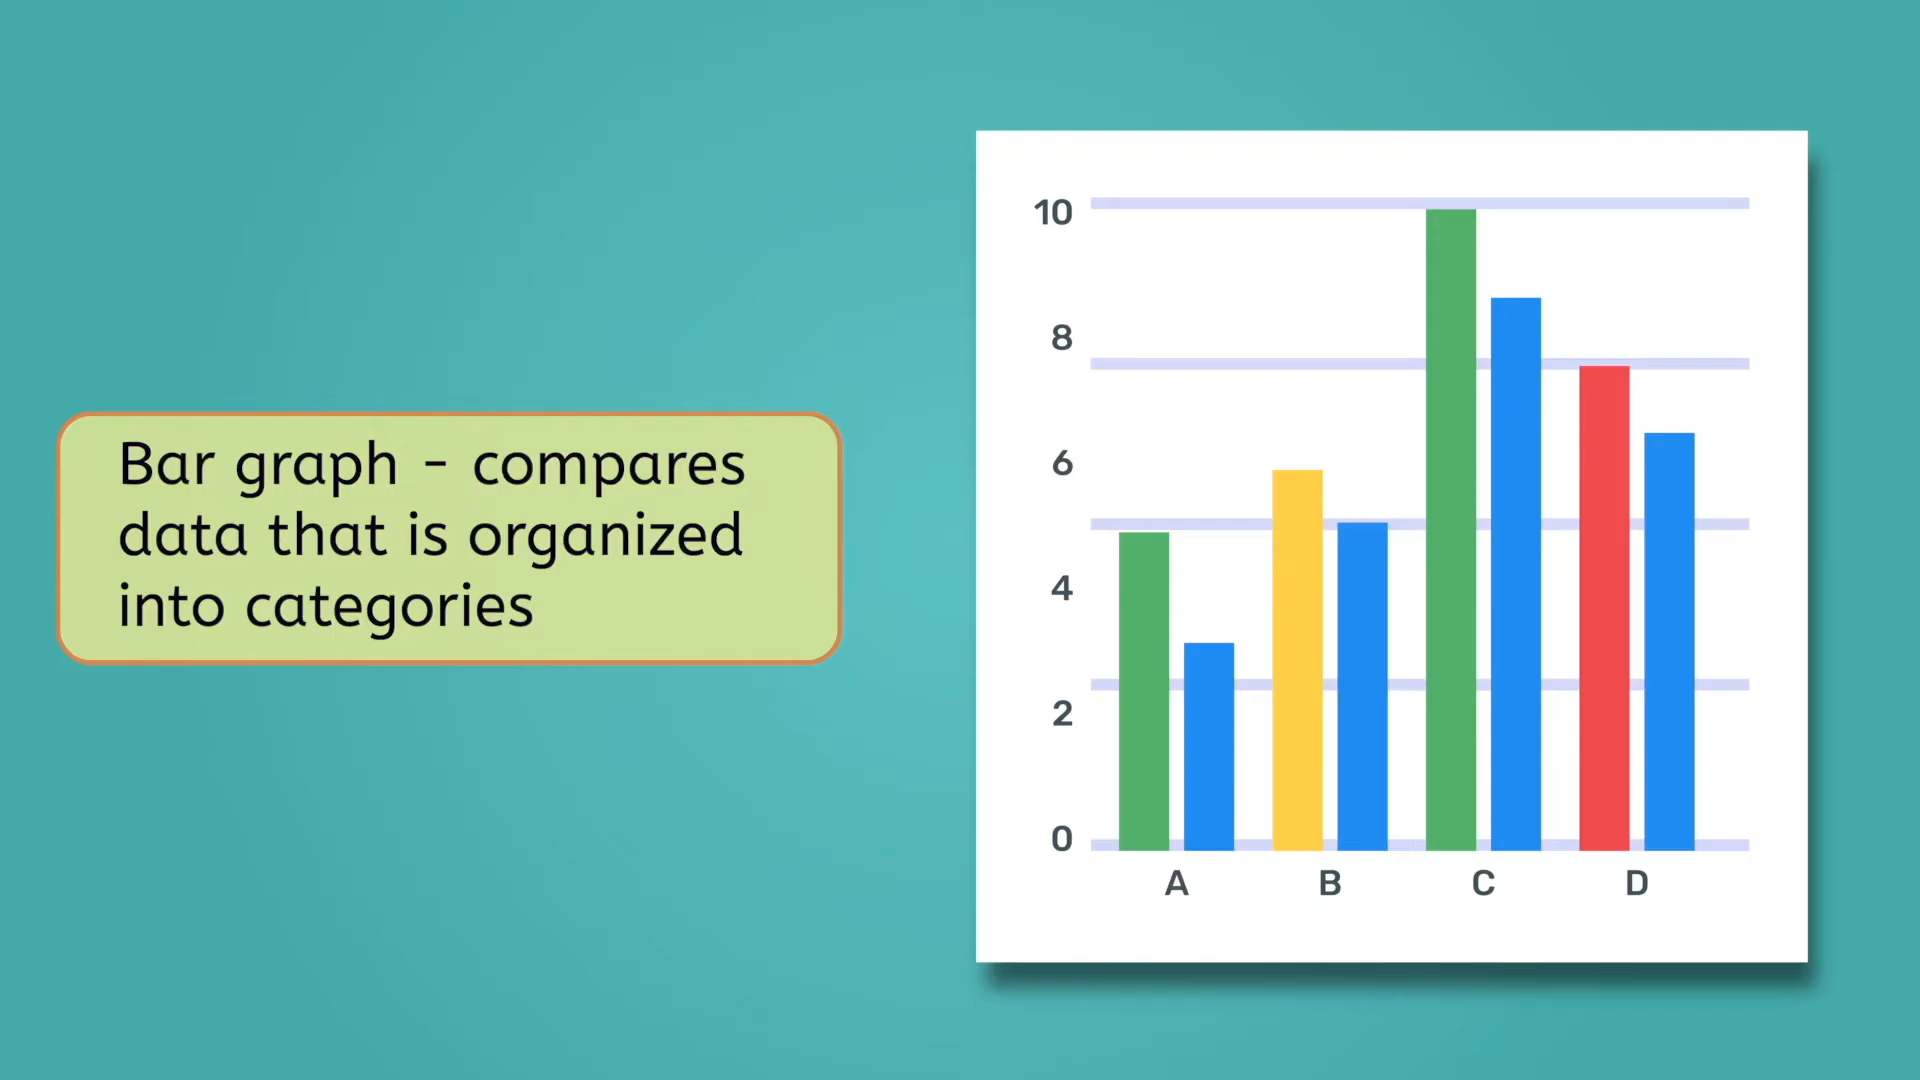 Bar graph - compares
data that is organized
into categories
10
8
6
4
2
0
A B C D